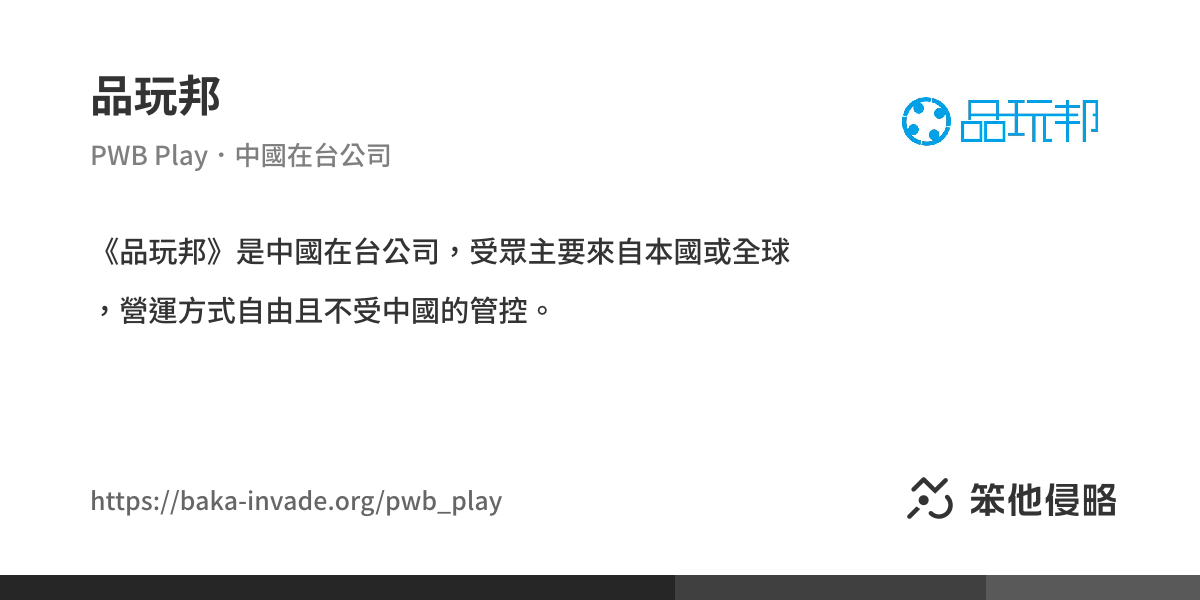 品玩邦
PWB Play・中國在台公司
品玩邦
《品玩邦》是中國在台公司，受眾主要來自本國或全球
，營運方式自由且不受中國的管控。
https://baka-invade.org/pwb_play
笨他侵略